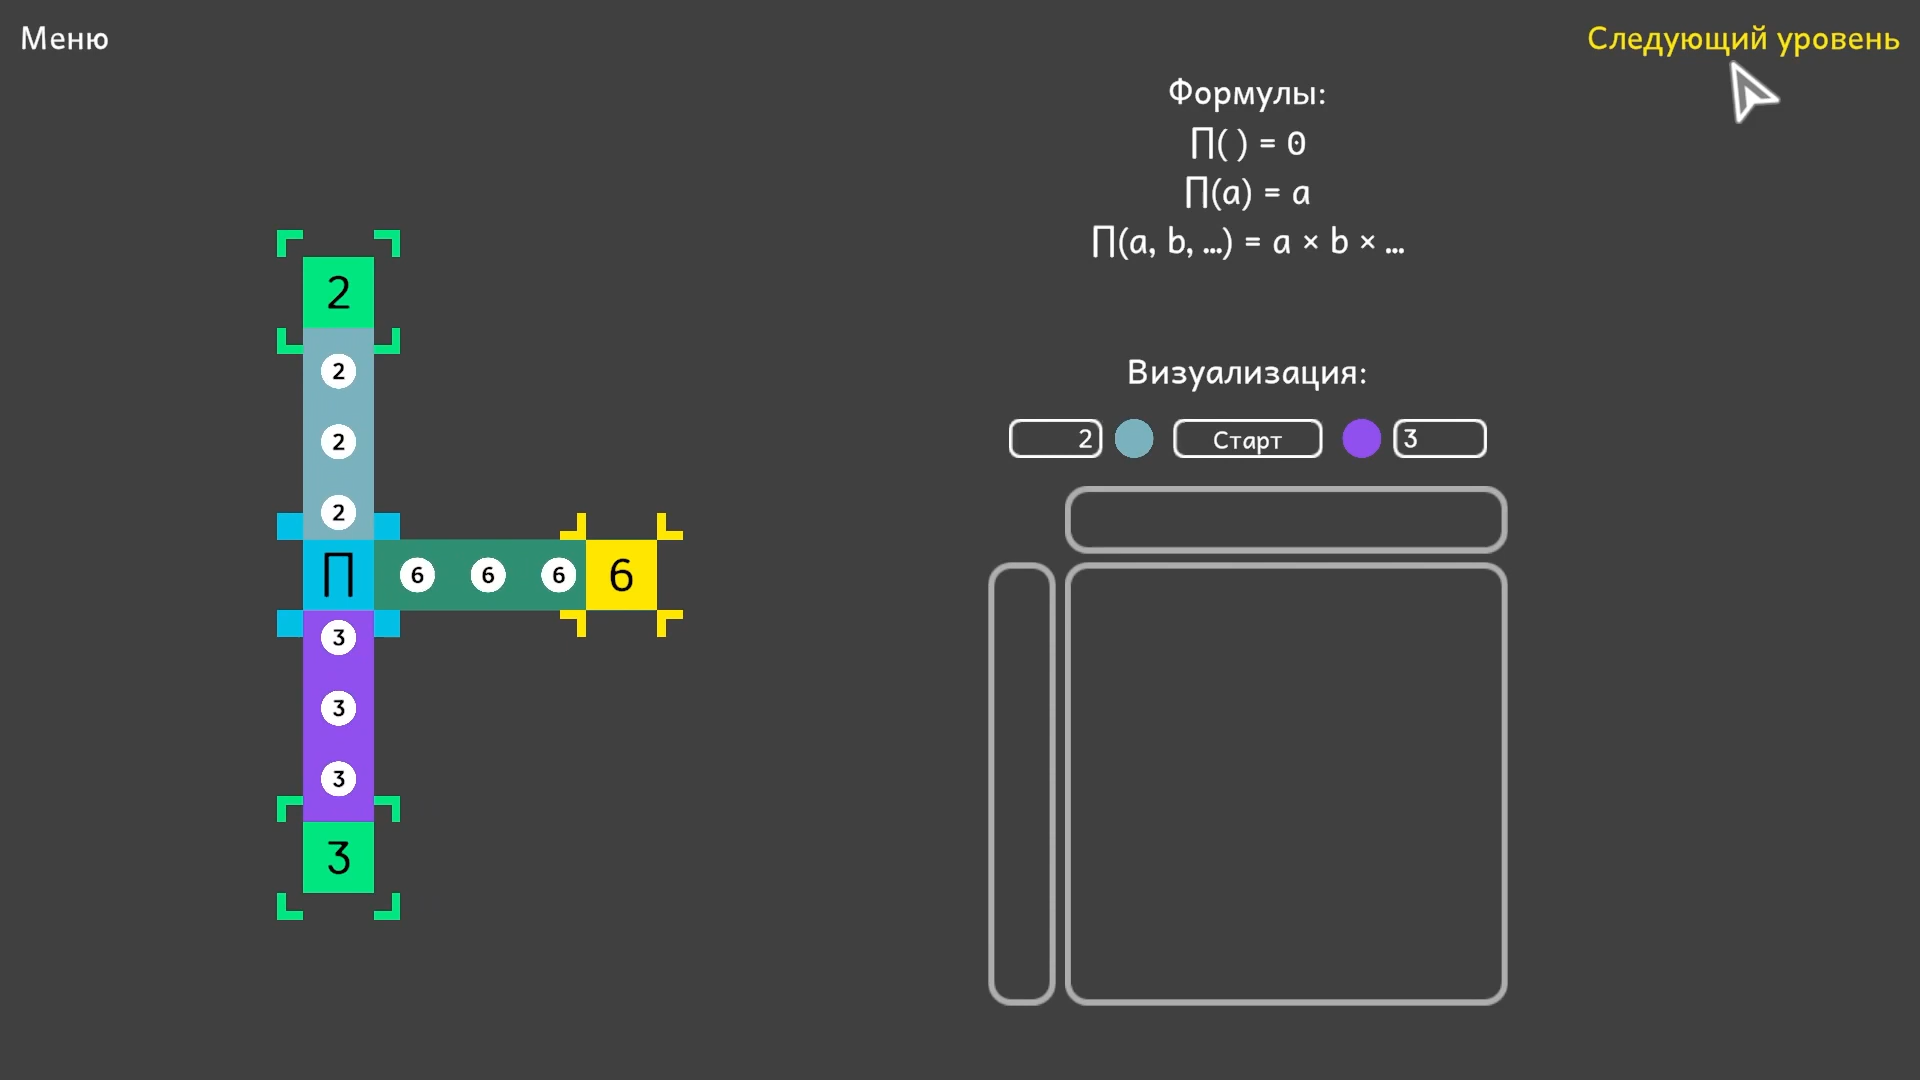 Меню
Следующий уровень
Формулы:
∏( ) = 0
∏(a) = a
∏(a, b, ...) = a × b × ...
2
2
2
2
∏
6
6
6
6
3
3
3
3
Визуализация:
2 Старт 3